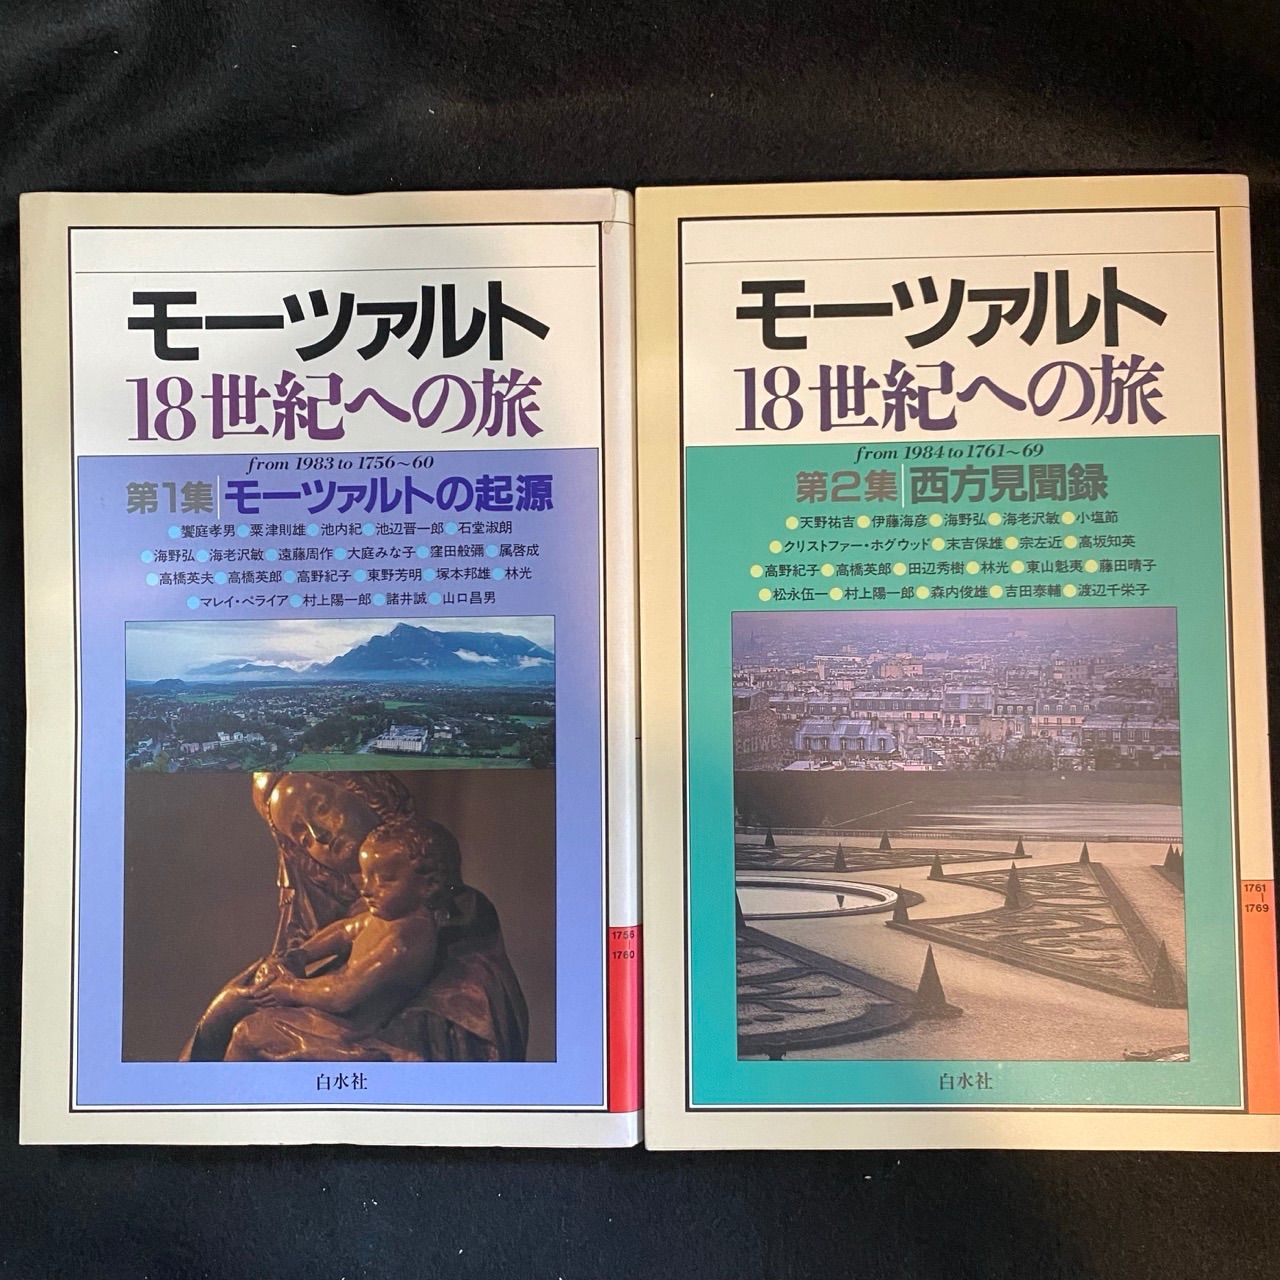 モーツァルト
18世紀への旅
from 1983 to 1756～60
第1集 モーツァルトの起源
●饗庭孝男●粟津則雄●池内紀●池辺晋一郎●石堂淑朗
●海野弘●海老沢敏●遠藤周作●大庭みな子●窪田般彌●属啓成
●高橋英夫●高橋英郎●高野紀子●東野芳明●塚本邦雄●林光
●マレイ・ペライア●村上陽一郎●諸井誠●山口昌男
白水社
1756
|
1760
モーツァルト
18世紀への旅
from 1984 to 1761～69
第2集 西方見聞録
●天野祐吉●伊藤海彦●海野弘●海老沢敏●小塩節
●クリストファー・ホグウッド●末吉保雄●宗左近●高坂知英
●高野紀子●高橋英郎●田辺秀樹●林光●東山魁夷●藤田晴子
●松永伍一●村上陽一郎●森内俊雄●吉田泰輔●渡辺千栄子
白水社
1761
|
1769